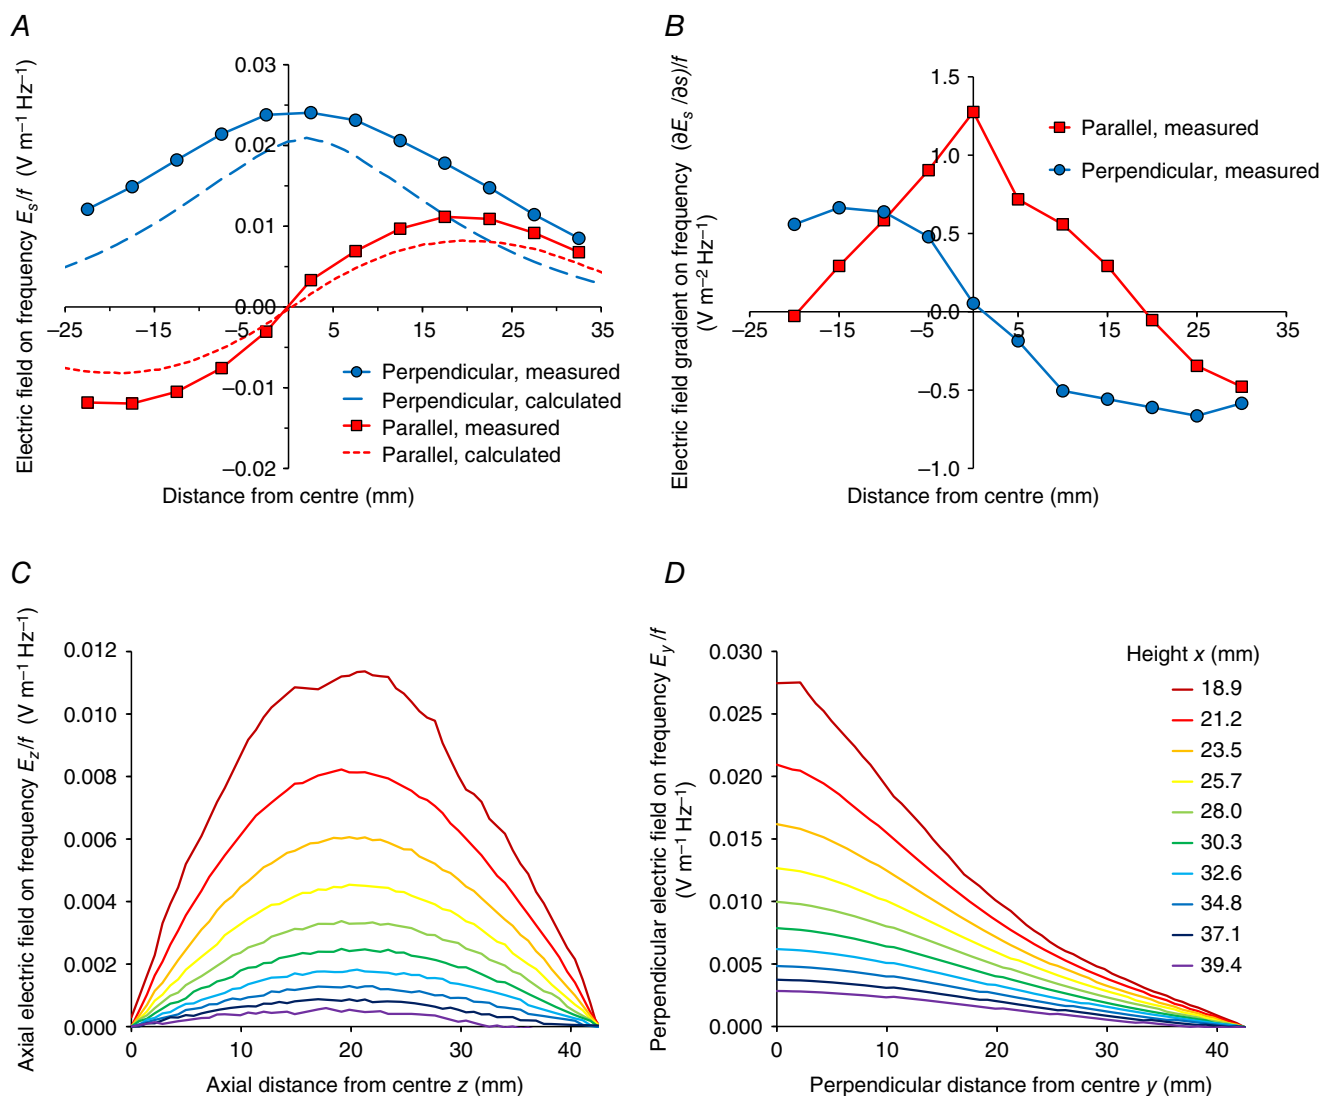 A
Electric field on frequency Es/f (V m−1 Hz−1)
0.03
0.02
0.01
0.00
−0.01
−0.02
−25
−15
−5
5
15
25
35
Perpendicular, measured
Perpendicular, calculated
Parallel, measured
Parallel, calculated
Distance from centre (mm)
B
Electric field gradient on frequency (∂Es/∂s)/f
(V m−2 Hz−1)
1.5
1.0
0.5
0.0
−0.5
−1.0
−25
−15
−5
5
15
25
35
Parallel, measured
Perpendicular, measured
Distance from centre (mm)
C
Axial electric field on frequency Ez/f (V m−1 Hz−1)
0.012
0.010
0.008
0.006
0.004
0.002
0.000
0
10
20
30
40
Axial distance from centre z (mm)
D
Perpendicular electric field on frequency Ey/f
(V m−1 Hz−1)
0.030
0.025
0.020
0.015
0.010
0.005
0.000
0
10
20
30
40
Height x (mm)
18.9
21.2
23.5
25.7
28.0
30.3
32.6
34.8
37.1
39.4
Perpendicular distance from centre y (mm)